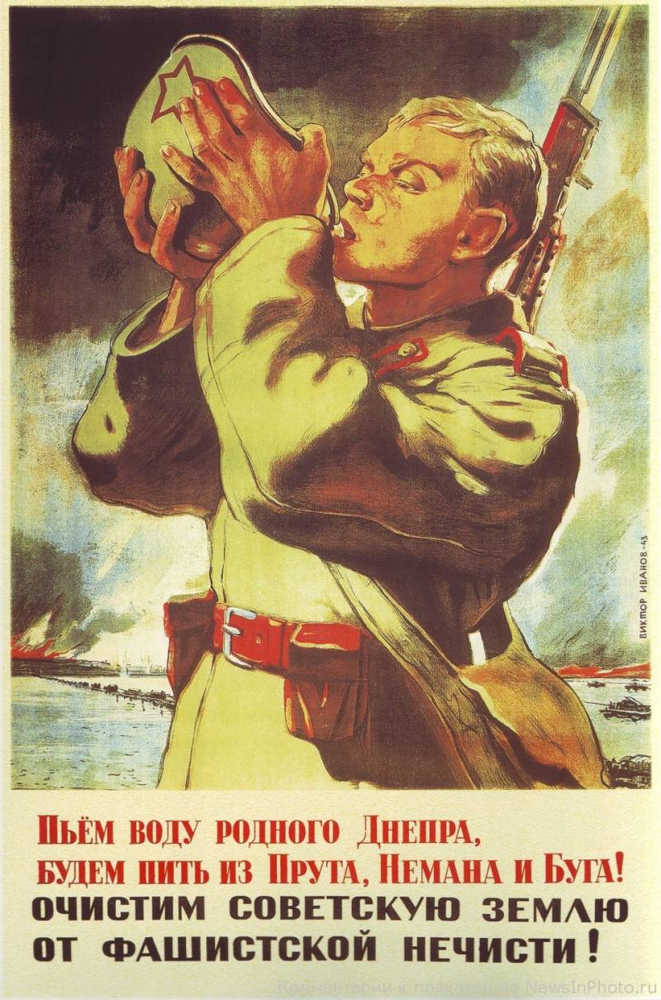 ВИКТОР ИВАНОВ-43
Пьём воду родного Днепра,
будем пить из Прута, Немана и Буга!
ОЧИСТИМ СОВЕТСКУЮ ЗЕМЛЮ
ОТ ФАШИСТСКОЙ НЕЧИСТИ!
Комментарии к плакатам на NewsInPhoto.ru